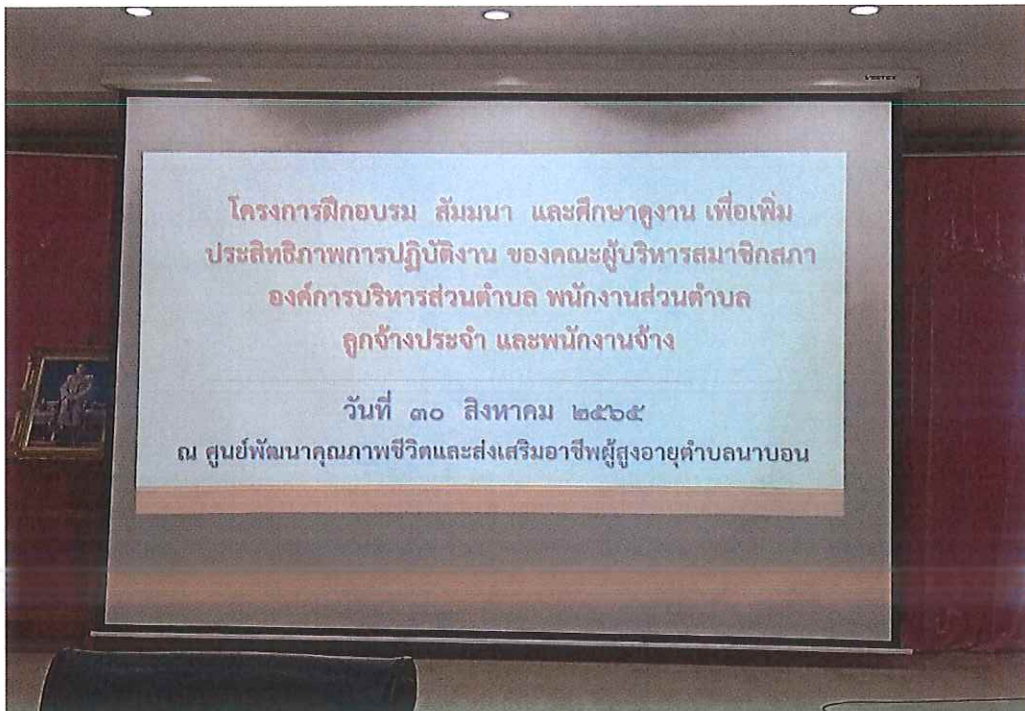 VERTEX
โครงการฝึกอบรม สัมมนา และศึกษาดูงาน เพื่อเพิ่ม
ประสิทธิภาพการปฏิบัติงาน ของคณะผู้บริหารสมาชิกสภา
องค์การบริหารส่วนตำบล พนักงานส่วนตำบล
ลูกจ้างประจำ และพนักงานจ้าง
วันที่ ๓๐ สิงหาคม ๒๕๖๕
ณ ศูนย์พัฒนาคุณภาพชีวิตและส่งเสริมอาชีพผู้สูงอายุตำบลนาบอน